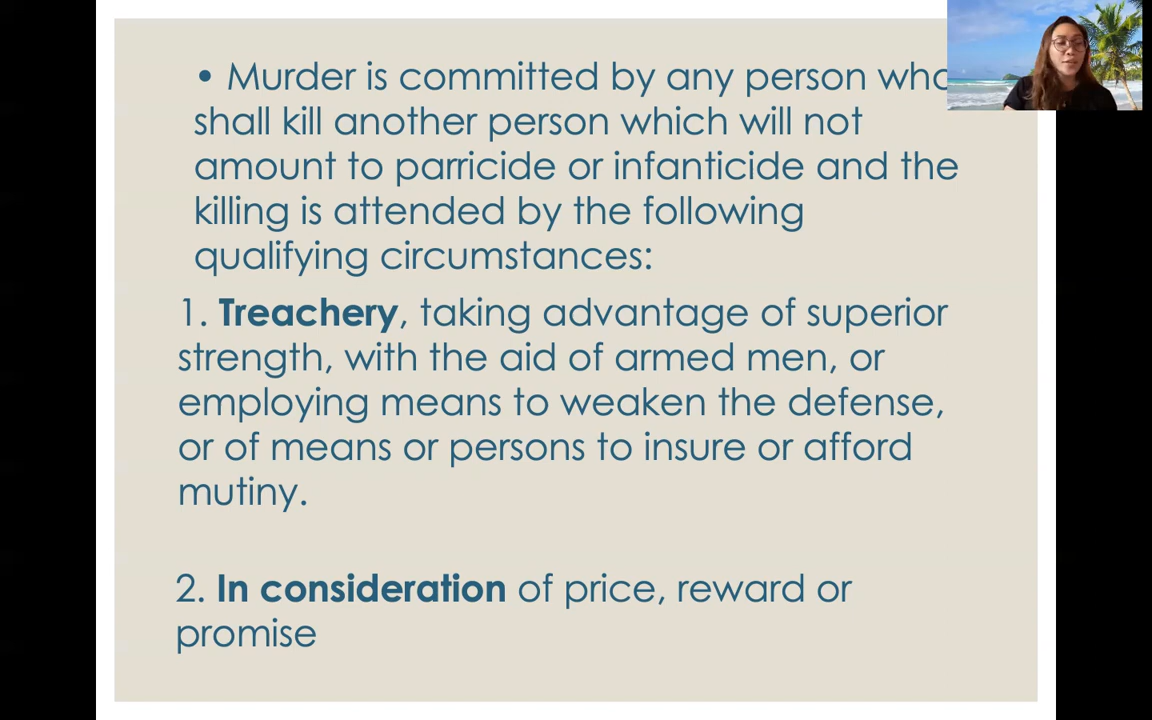 • Murder is committed by any person who
shall kill another person which will not
amount to parricide or infanticide and the
killing is attended by the following
qualifying circumstances:
1. Treachery, taking advantage of superior
strength, with the aid of armed men, or
employing means to weaken the defense,
or of means or persons to insure or afford
mutiny.
2. In consideration of price, reward or
promise